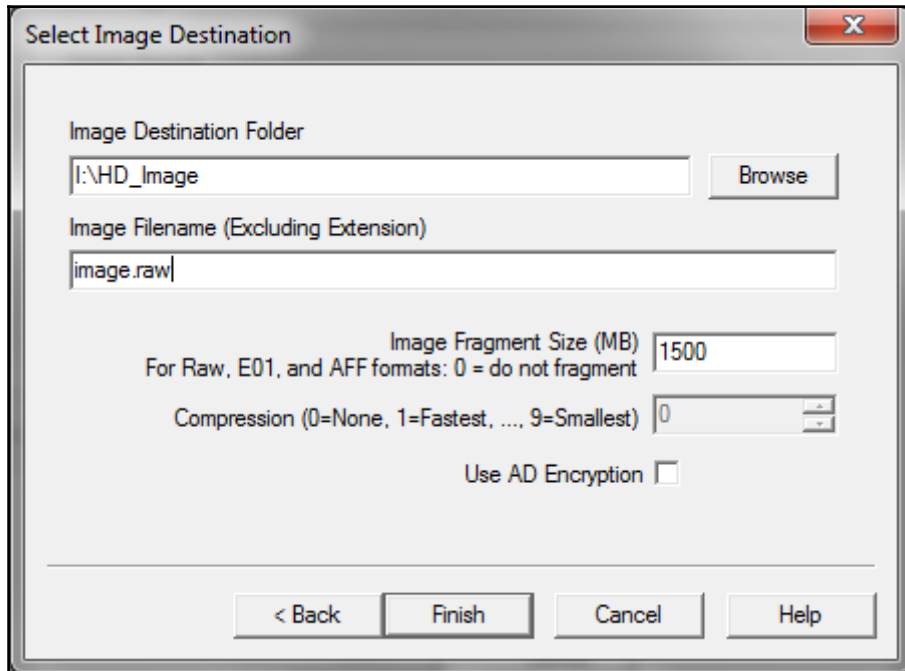 Select Image Destination
Image Destination Folder
I:\HD_Image
Browse
Image Filename (Excluding Extension)
image.raw
Image Fragment Size (MB)
For Raw, E01, and AFF formats: 0 = do not fragment
1500
Compression (0=None, 1=Fastest, ..., 9=Smallest)
0
Use AD Encryption
< Back
Finish
Cancel
Help